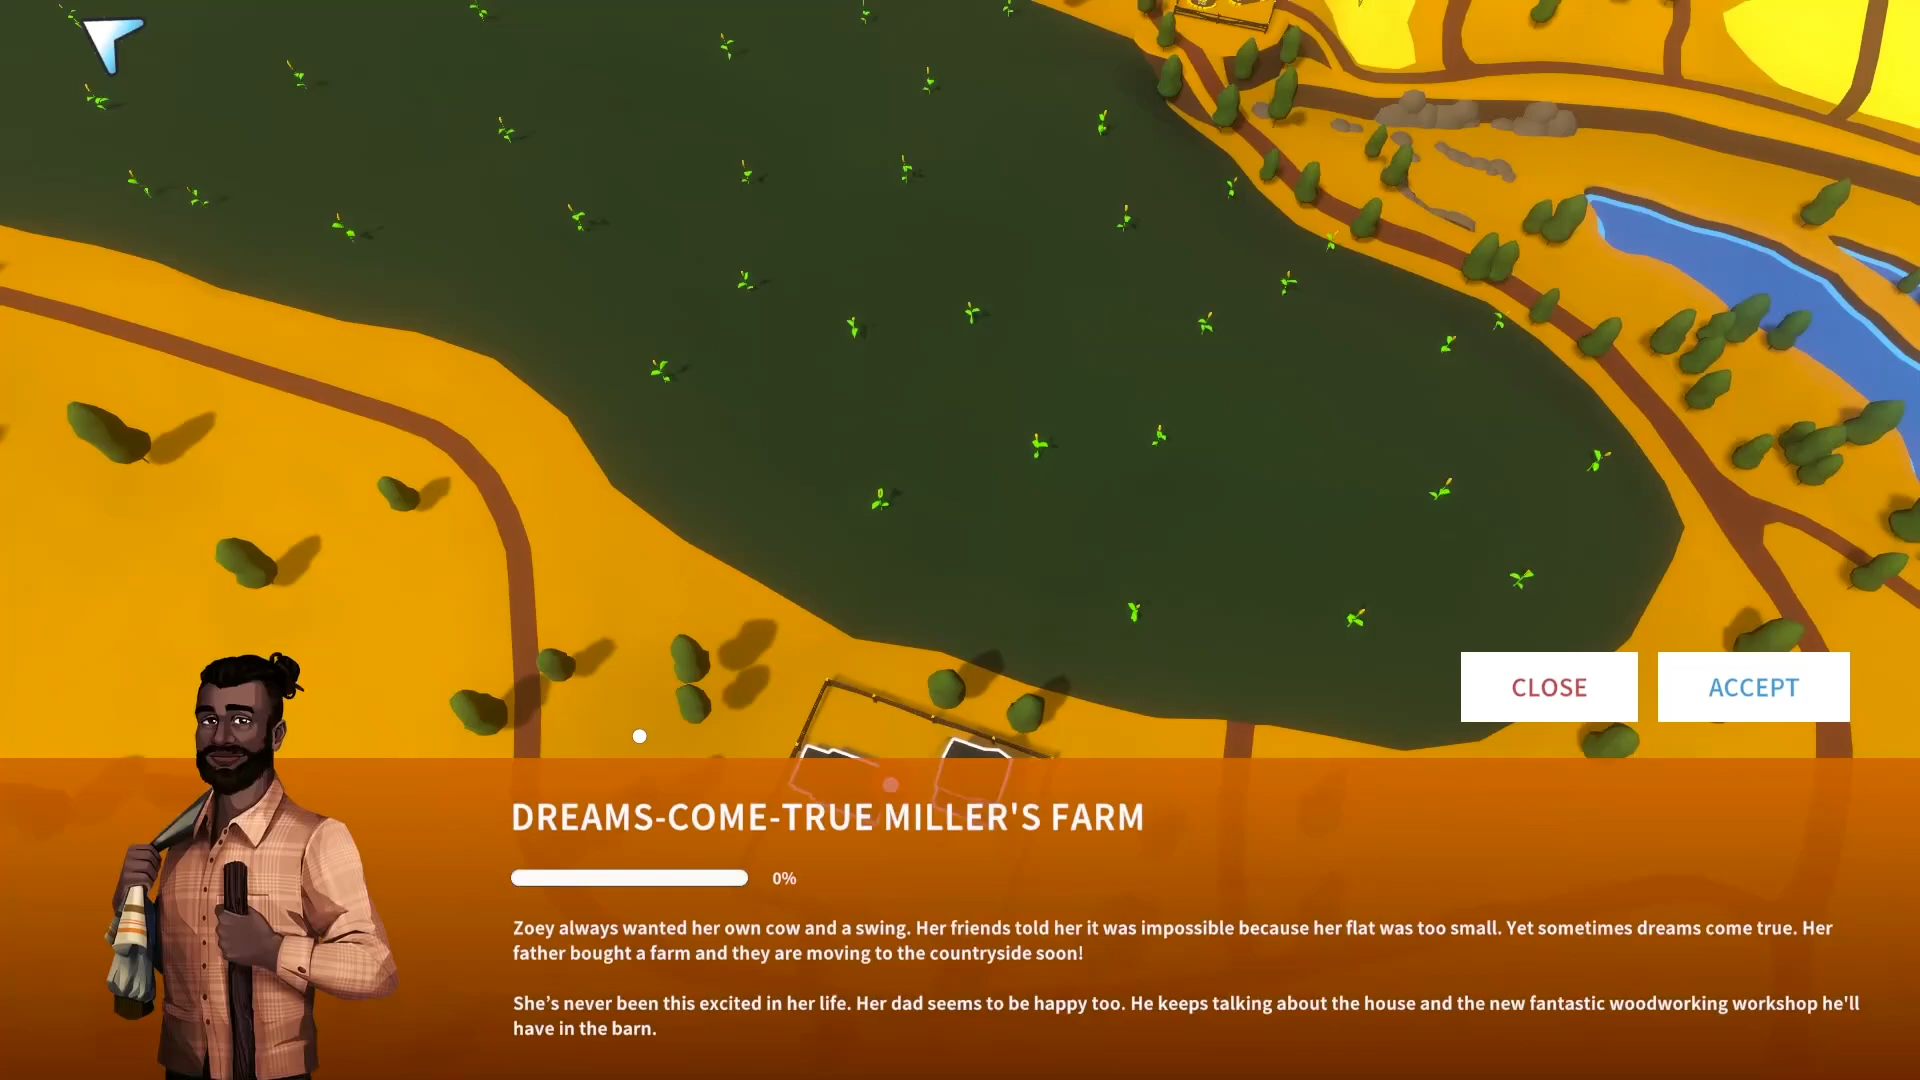 CLOSE
ACCEPT
DREAMS-COME-TRUE MILLER'S FARM
0%
Zoey always wanted her own cow and a swing. Her friends told her it was impossible because her flat was too small. Yet sometimes dreams come true. Her
father bought a farm and they are moving to the countryside soon!
She’s never been this excited in her life. Her dad seems to be happy too. He keeps talking about the house and the new fantastic woodworking workshop he'll
have in the barn.